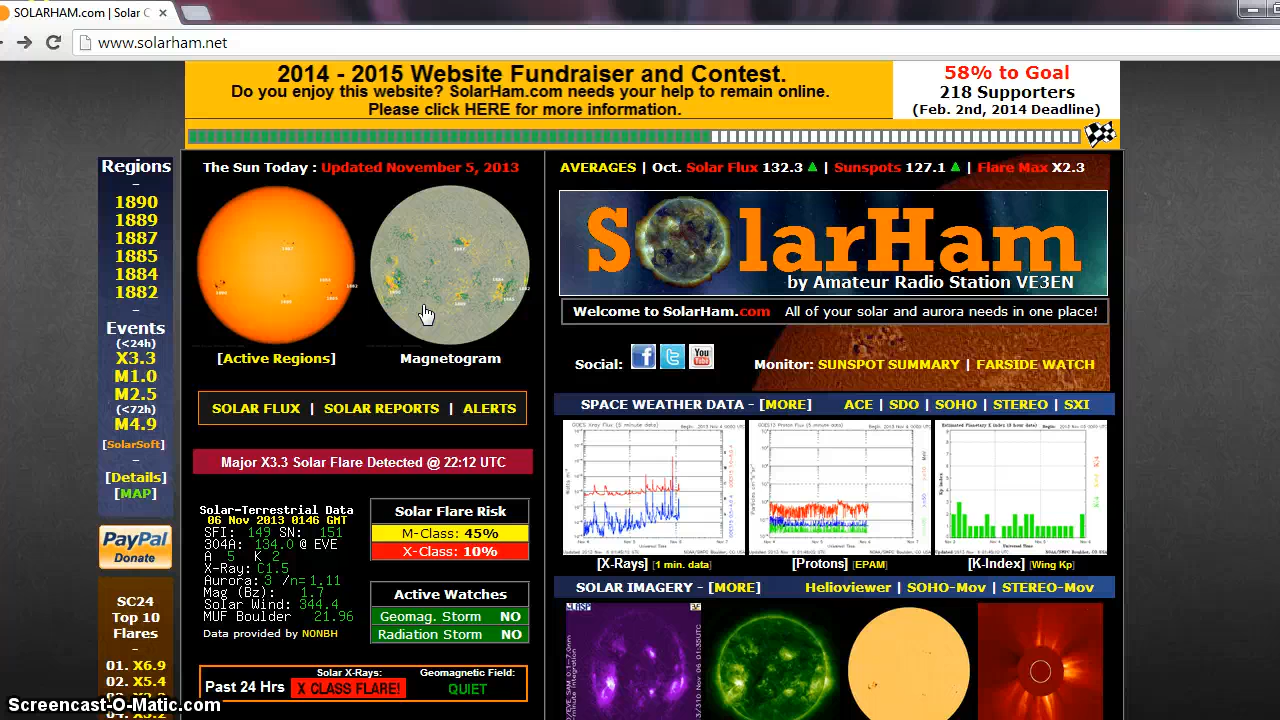 SOLARHAM.com | Solar C
www.solarham.net
2014 - 2015 Website Fundraiser and Contest.
Do you enjoy this website? SolarHam.com needs your help to remain online.
Please click HERE for more information.
58% to Goal
218 Supporters
(Feb. 2nd, 2014 Deadline)
Regions
1890
1889
1887
1885
1884
1882
Events
(<24h)
X3.3
M1.0
M2.5
(<72h)
M4.9
[SolarSoft]
[Details]
[MAP]
PayPal
Donate
SC24
Top 10
Flares
01. X6.9
02. X5.4
The Sun Today : Updated November 5, 2013
[Active Regions]
Magnetogram
SOLAR FLUX | SOLAR REPORTS | ALERTS
Major X3.3 Solar Flare Detected @ 22:12 UTC
Solar-Terrestrial Data
06 Nov 2013 0146 GMT
SFI: 149 SN: 151
304A: 194.0 @ EVE
A 5 K 2
X-Ray: C1.5
Aurora: 3 /n=1.11
Mag (Bz): 1.7
Solar Wind: 344.4
MUF Boulder 21.96
Data provided by N0NBH
Solar Flare Risk
M-Class: 45%
X-Class: 10%
Active Watches
Geomag. Storm NO
Radiation Storm NO
Past 24 Hrs
Solar X-Rays:
X CLASS FLARE!
Geomagnetic Field:
QUIET
AVERAGES | Oct. Solar Flux 132.3 | Sunspots 127.1 | Flare Max X2.3
SolarHam
by Amateur Radio Station VE3EN
Welcome to SolarHam.com All of your solar and aurora needs in one place!
Social:
You
Monitor: SUNSPOT SUMMARY | FARSIDE WATCH
SPACE WEATHER DATA - [MORE]
ACE | SDO | SOHO | STEREO | SXI
[X-Rays] [1 min. data]
[Protons] [EPAM]
[K-Index] [Wing Kp]
SOLAR IMAGERY - [MORE]
Helioviewer | SOHO-Mov | STEREO-Mov
Screencast-O-Matic.com